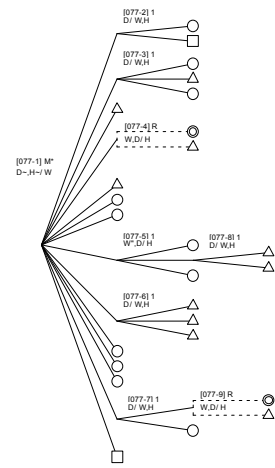 [077-2] 1
D/ W,H
[077-3] 1
D/ W,H
[077-4] R
W,D/ H
[077-1] M*
D~,H~/ W
[077-5] 1
W",D/ H
[077-8] 1
D/ W,H
[077-6] 1
D/ W,H
[077-7] 1
D/ W,H
[077-9] R
W,D/ H